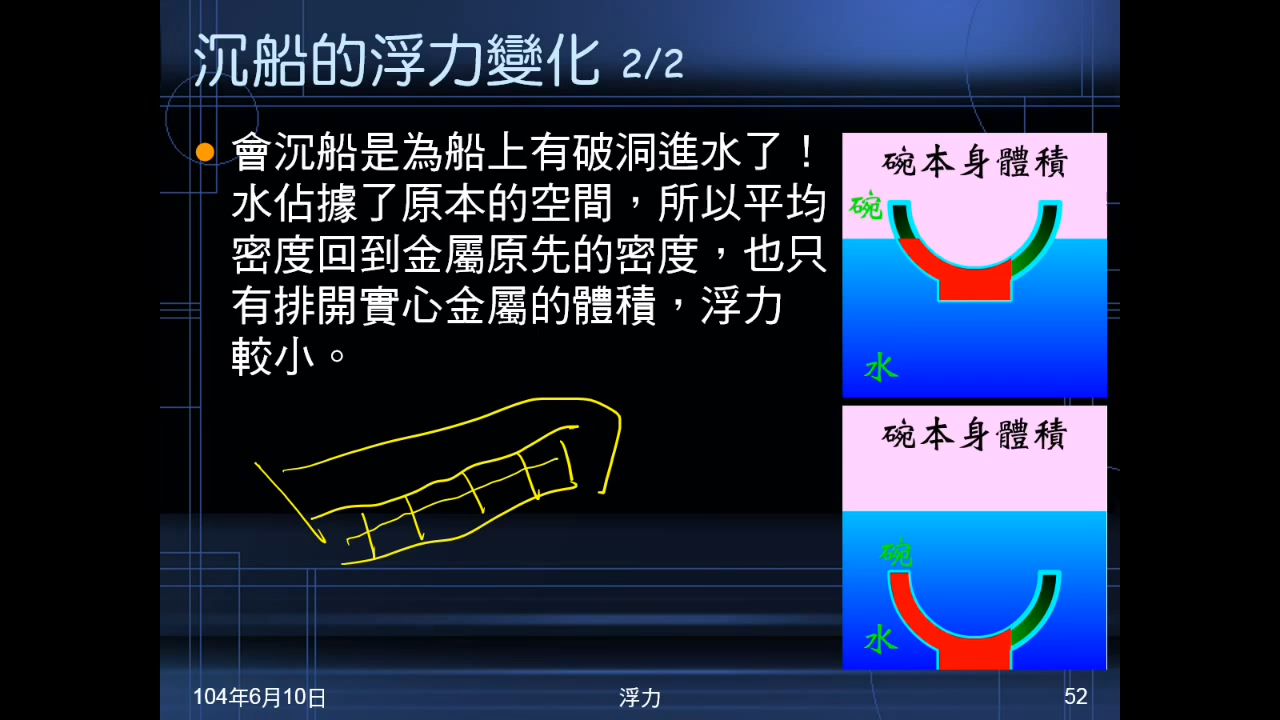 沉船的浮力變化 2/2
會沉船是為船上有破洞進水了！
水佔據了原本的空間，所以平均
密度回到金屬原先的密度，也只
有排開實心金屬的體積，浮力
較小。
碗本身體積
碗
水
碗本身體積
碗
水
104年6月10日
浮力
52